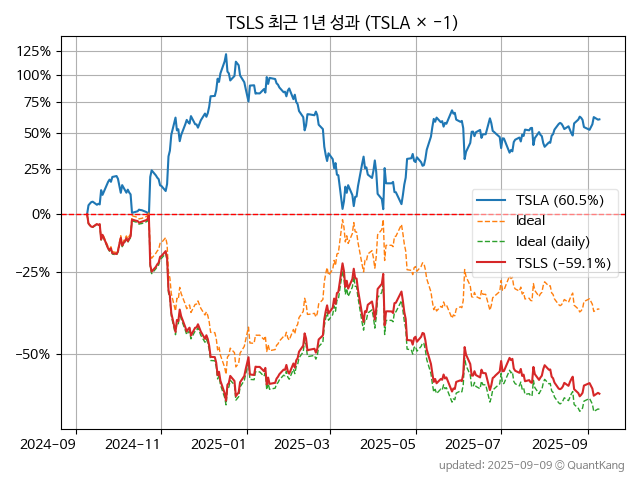 TSLS 최근 1년 성과 (TSLA × −1)
125%
100%
75%
50%
25%
0%
−25%
−50%
TSLA (60.5%)
Ideal
Ideal (daily)
TSLS (−59.1%)
2024-09 2024-11 2025-01 2025-03 2025-05 2025-07 2025-09
updated: 2025-09-09 © QuantKang